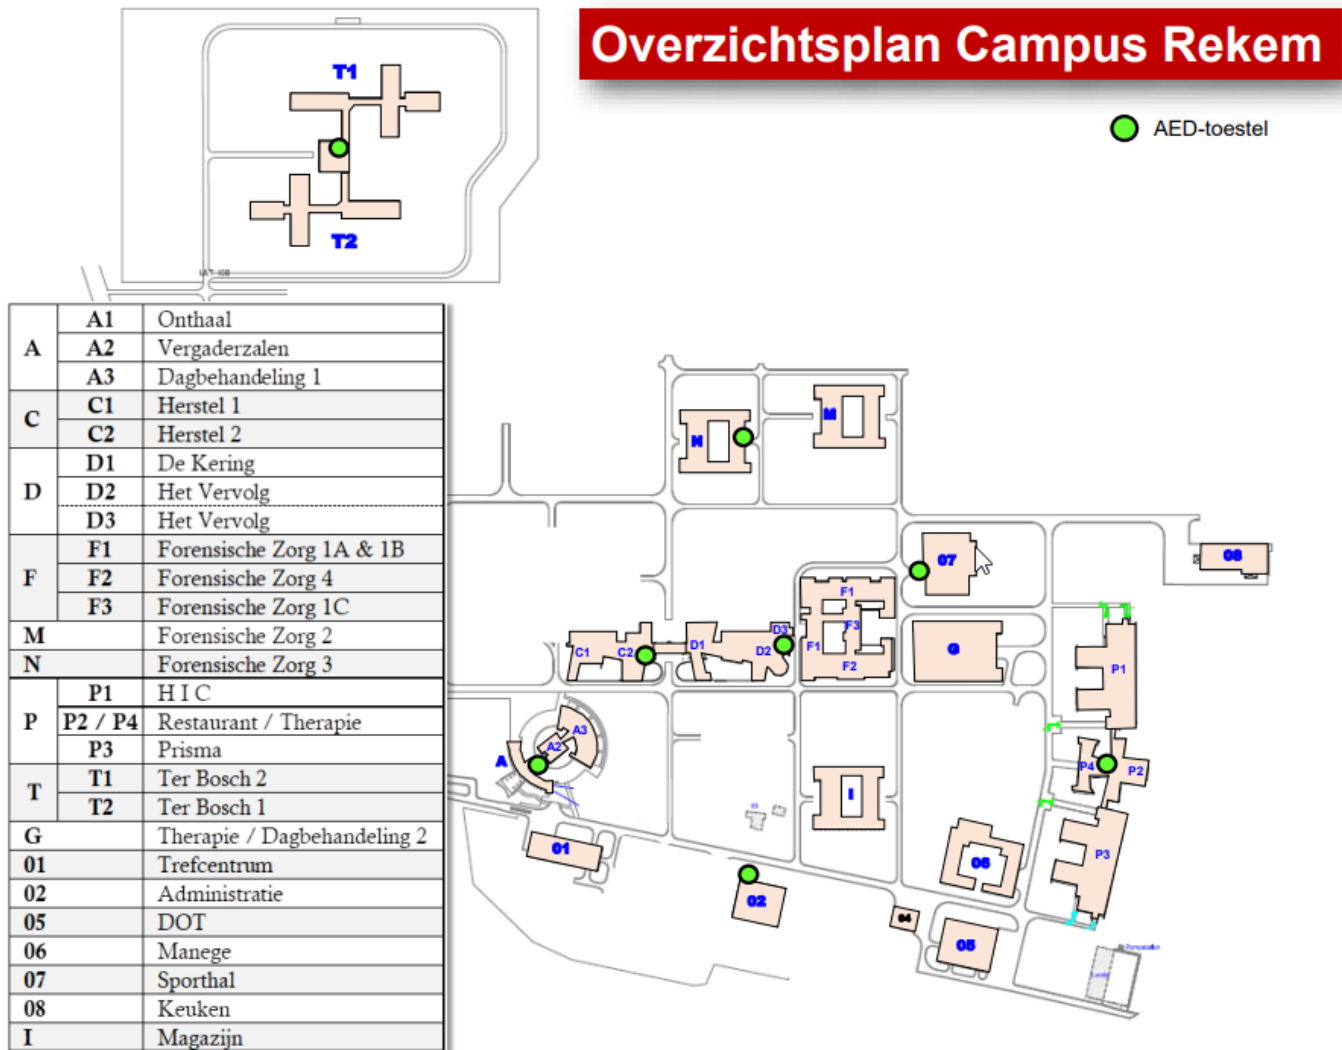 Overzichtsplan Campus Rekem
AED-toestel
T1
T2
A
A1 Onthaal
A2 Vergaderzalen
A3 Dagbehandeling 1
C
C1 Herstel 1
C2 Herstel 2
D
D1 De Kering
D2 Het Vervolg
D3 Het Vervolg
F
F1 Forensische Zorg 1A & 1B
F2 Forensische Zorg 4
F3 Forensische Zorg 1C
M Forensische Zorg 2
N Forensische Zorg 3
P
P1 H I C
P2 / P4 Restaurant / Therapie
P3 Prisma
T
T1 Ter Bosch 2
T2 Ter Bosch 1
G Therapie / Dagbehandeling 2
01 Trefcentrum
02 Administratie
05 DOT
06 Manege
07 Sporthal
08 Keuken
I Magazijn
N
M
07
08
F1
F3
F1
F2
D3
D2
D1
C2
C1
G
P1
A3
A2
A
P4
P2
I
P3
01
06
02
04
05
Pompstation